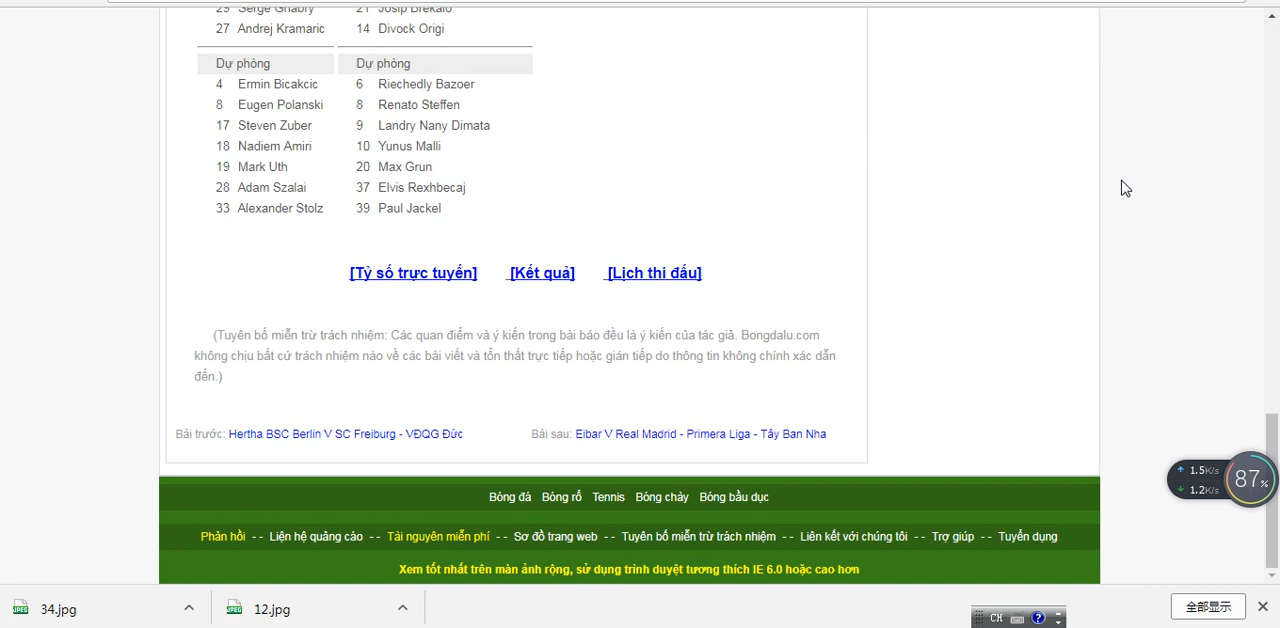 29 Serge Gnabry 21 Josip Brekalo
27 Andrej Kramaric 14 Divock Origi
Dự phòng Dự phòng
4 Ermin Bicakcic 6 Riechedly Bazoer
8 Eugen Polanski 8 Renato Steffen
17 Steven Zuber 9 Landry Nany Dimata
18 Nadiem Amiri 10 Yunus Malli
19 Mark Uth 20 Max Grun
28 Adam Szalai 37 Elvis Rexhbecaj
33 Alexander Stolz 39 Paul Jackel
[Tỷ số trực tuyến] [Kết quả] [Lịch thi đấu]
(Tuyên bố miễn trừ trách nhiệm: Các quan điểm và ý kiến trong bài báo đều là ý kiến của tác giả. Bongdalu.com
không chịu bất cứ trách nhiệm nào về các bài viết và tổn thất trực tiếp hoặc gián tiếp do thông tin không chính xác dẫn
đến.)
Bài trước: Hertha BSC Berlin V SC Freiburg - VĐQG Đức Bài sau: Eibar V Real Madrid - Primera Liga - Tây Ban Nha
1.5K/s
87%
1.2K/s
Bóng đá Bóng rổ Tennis Bóng chày Bóng bầu dục
Phản hồi - - Liên hệ quảng cáo - - Tài nguyên miễn phí - - Sơ đồ trang web - - Tuyên bố miễn trừ trách nhiệm - - Liên kết với chúng tôi - - Trợ giúp - - Tuyển dụng
Xem tốt nhất trên màn ảnh rộng, sử dụng trình duyệt tương thích IE 6.0 hoặc cao hơn
34.jpg 12.jpg 全部显示
CH